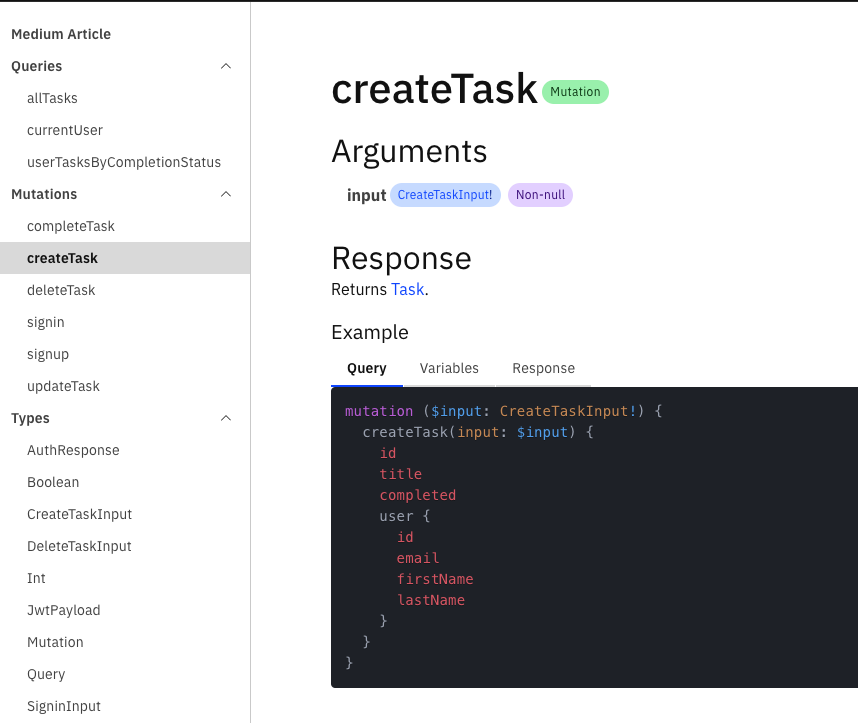 Medium Article
Queries
allTasks
currentUser
userTasksByCompletionStatus
Mutations
completeTask
createTask
deleteTask
signin
signup
updateTask
Types
AuthResponse
Boolean
CreateTaskInput
DeleteTaskInput
Int
JwtPayload
Mutation
Query
SigninInput
createTask Mutation
Arguments
input CreateTaskInput! Non-null
Response
Returns Task.
Example
Query Variables Response
mutation ($input: CreateTaskInput!) {
  createTask(input: $input) {
    id
    title
    completed
    user {
      id
      email
      firstName
      lastName
    }
  }
}